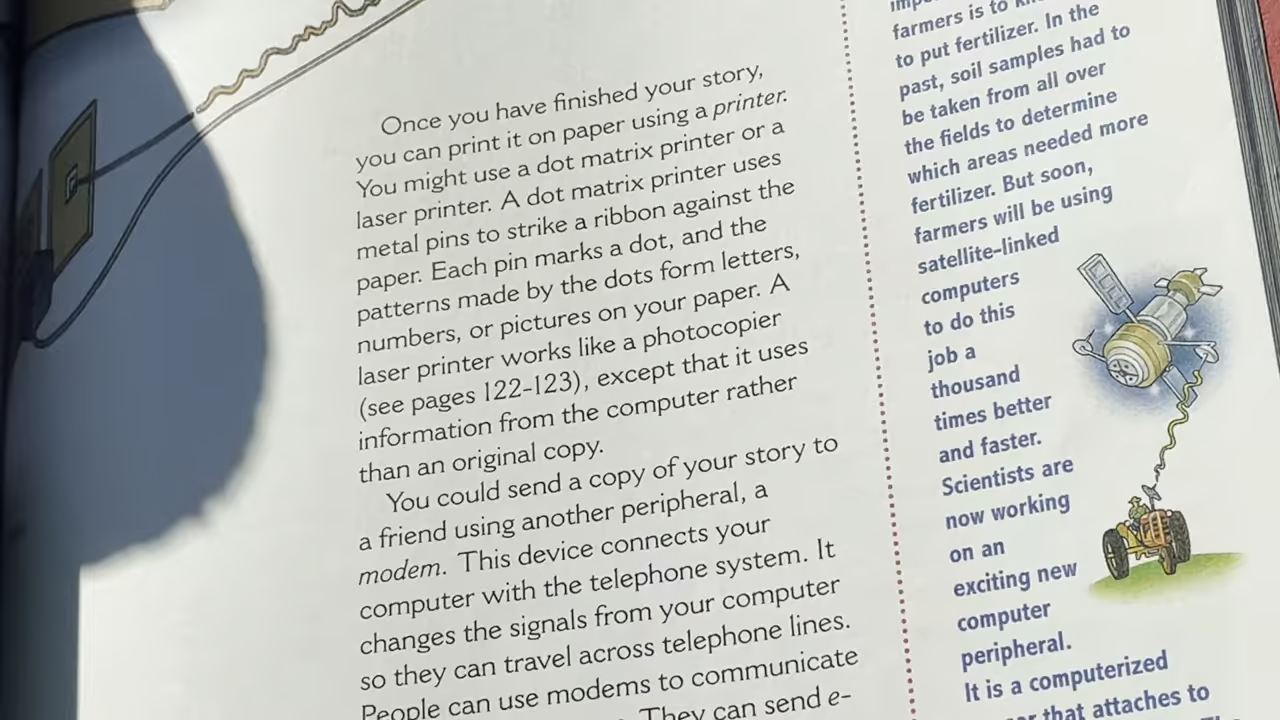 Once you have finished your story,
you can print it on paper using a printer.
You might use a dot matrix printer or a
laser printer. A dot matrix printer uses
metal pins to strike a ribbon against the
paper. Each pin marks a dot, and the
patterns made by the dots form letters,
numbers, or pictures on your paper. A
laser printer works like a photocopier
(see pages 122-123), except that it uses
information from the computer rather
than an original copy.
You could send a copy of your story to
a friend using another peripheral, a
modem. This device connects your
computer with the telephone system. It
changes the signals from your computer
so they can travel across telephone lines.
People can use modems to communicate
They can send e-
farmers is to
to put fertilizer. In the
past, soil samples had to
be taken from all over
the fields to determine
which areas needed more
fertilizer. But soon,
farmers will be using
satellite-linked
computers
to do this
job a
thousand
times better
and faster.
Scientists are
now working
on an
exciting new
computer
peripheral.
It is a computerized
that attaches to